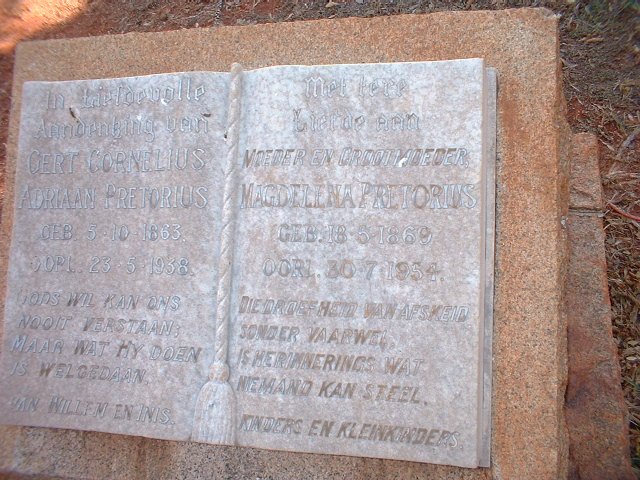 In Liefdevolle
Aandenking van
GERT CORNELIUS
ADRIAAN PRETORIUS
GEB. 5-10-1863.
OORL. 23-5-1938.
GODS WIL KAN ONS
NOOIT VERSTAAN;
MAAR WAT HY DOEN
IS WELGEDAAN.
VAN WILLEM EN INIS.
Met tere
Liefde aan
MOEDER EN GROOTMOEDER
MAGDELENA PRETORIUS
GEB. 18-5-1869
OORL. 30-7-1954.
DIE DROEFHEID VAN AFSKEID
SONDER VAARWEL,
IS HERINNERINGS WAT
NIEMAND KAN STEEL.
KINDERS EN KLEINKINDERS.